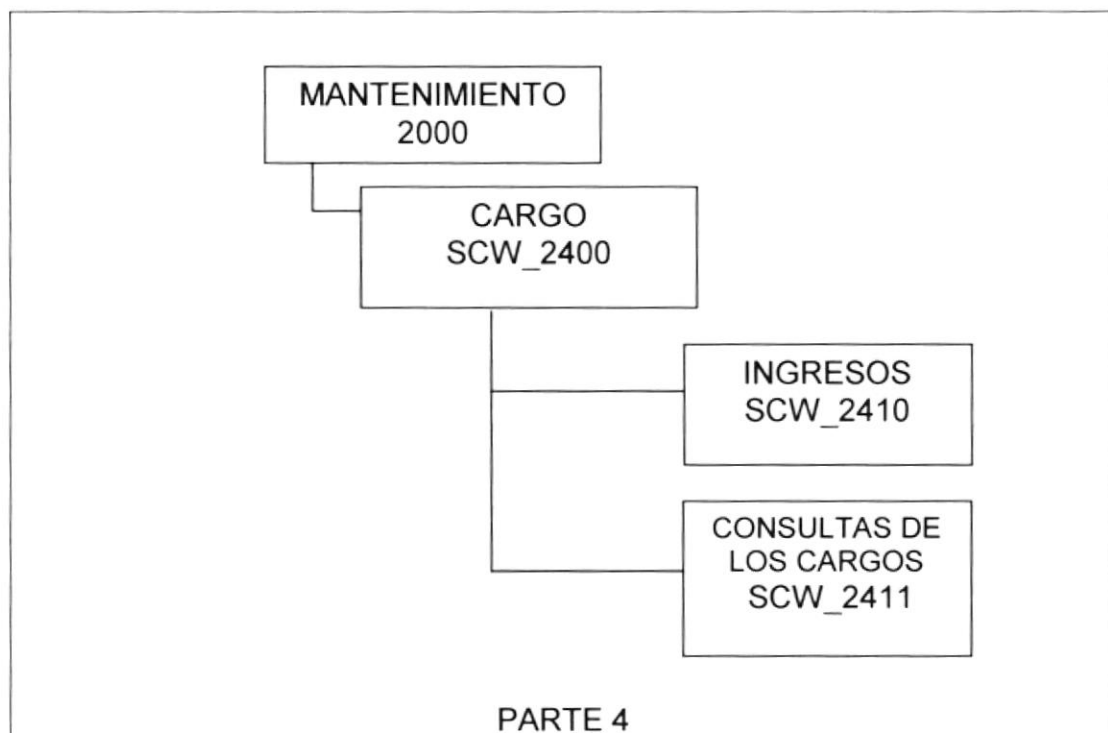 MANTENIMIENTO
2000
CARGO
SCW_2400
INGRESOS
SCW_2410
CONSULTAS DE
LOS CARGOS
SCW_2411
PARTE 4